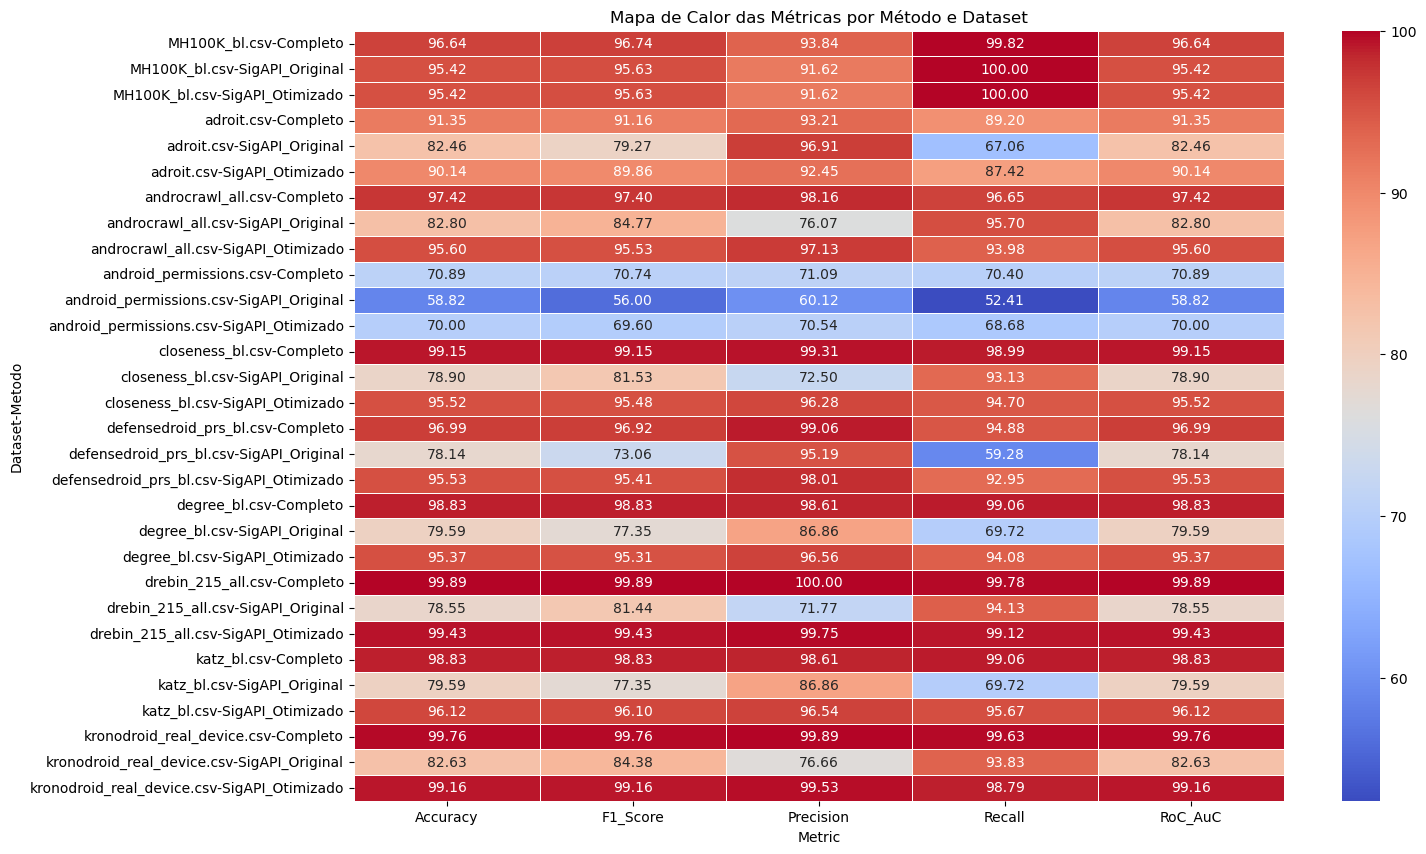 Mapa de Calor das Métricas por Método e Dataset
MH100K_bl.csv-Completo 96.64 96.74 93.84 99.82 96.64
MH100K_bl.csv-SigAPI_Original 95.42 95.63 91.62 100.00 95.42
MH100K_bl.csv-SigAPI_Otimizado 95.42 95.63 91.62 100.00 95.42
adroit.csv-Completo 91.35 91.16 93.21 89.20 91.35
adroit.csv-SigAPI_Original 82.46 79.27 96.91 67.06 82.46
adroit.csv-SigAPI_Otimizado 90.14 89.86 92.45 87.42 90.14
androcrawl_all.csv-Completo 97.42 97.40 98.16 96.65 97.42
androcrawl_all.csv-SigAPI_Original 82.80 84.77 76.07 95.70 82.80
androcrawl_all.csv-SigAPI_Otimizado 95.60 95.53 97.13 93.98 95.60
android_permissions.csv-Completo 70.89 70.74 71.09 70.40 70.89
android_permissions.csv-SigAPI_Original 58.82 56.00 60.12 52.41 58.82
android_permissions.csv-SigAPI_Otimizado 70.00 69.60 70.54 68.68 70.00
closeness_bl.csv-Completo 99.15 99.15 99.31 98.99 99.15
closeness_bl.csv-SigAPI_Original 78.90 81.53 72.50 93.13 78.90
closeness_bl.csv-SigAPI_Otimizado 95.52 95.48 96.28 94.70 95.52
defensedroid_prs_bl.csv-Completo 96.99 96.92 99.06 94.88 96.99
defensedroid_prs_bl.csv-SigAPI_Original 78.14 73.06 95.19 59.28 78.14
defensedroid_prs_bl.csv-SigAPI_Otimizado 95.53 95.41 98.01 92.95 95.53
degree_bl.csv-Completo 98.83 98.83 98.61 99.06 98.83
degree_bl.csv-SigAPI_Original 79.59 77.35 86.86 69.72 79.59
degree_bl.csv-SigAPI_Otimizado 95.37 95.31 96.56 94.08 95.37
drebin_215_all.csv-Completo 99.89 99.89 100.00 99.78 99.89
drebin_215_all.csv-SigAPI_Original 78.55 81.44 71.77 94.13 78.55
drebin_215_all.csv-SigAPI_Otimizado 99.43 99.43 99.75 99.12 99.43
katz_bl.csv-Completo 98.83 98.83 98.61 99.06 98.83
katz_bl.csv-SigAPI_Original 79.59 77.35 86.86 69.72 79.59
katz_bl.csv-SigAPI_Otimizado 96.12 96.10 96.54 95.67 96.12
kronodroid_real_device.csv-Completo 99.76 99.76 99.89 99.63 99.76
kronodroid_real_device.csv-SigAPI_Original 82.63 84.38 76.66 93.83 82.63
kronodroid_real_device.csv-SigAPI_Otimizado 99.16 99.16 99.53 98.79 99.16
Accuracy F1_Score Precision Recall RoC_AuC
Metric
Dataset-Metodo
100
90
80
70
60